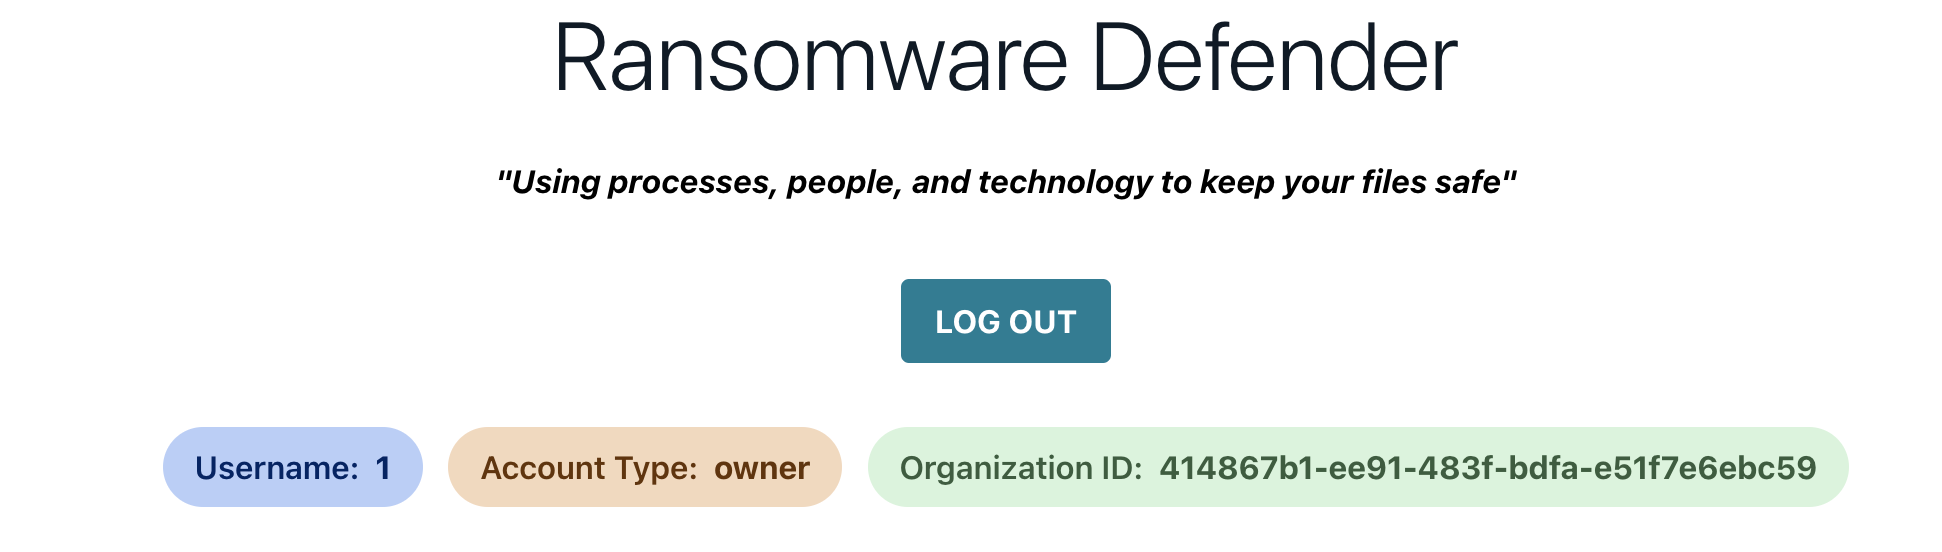 Ransomware Defender
"Using processes, people, and technology to keep your files safe"
LOG OUT
Username: 1 Account Type: owner Organization ID: 414867b1-ee91-483f-bdfa-e51f7e6ebc59